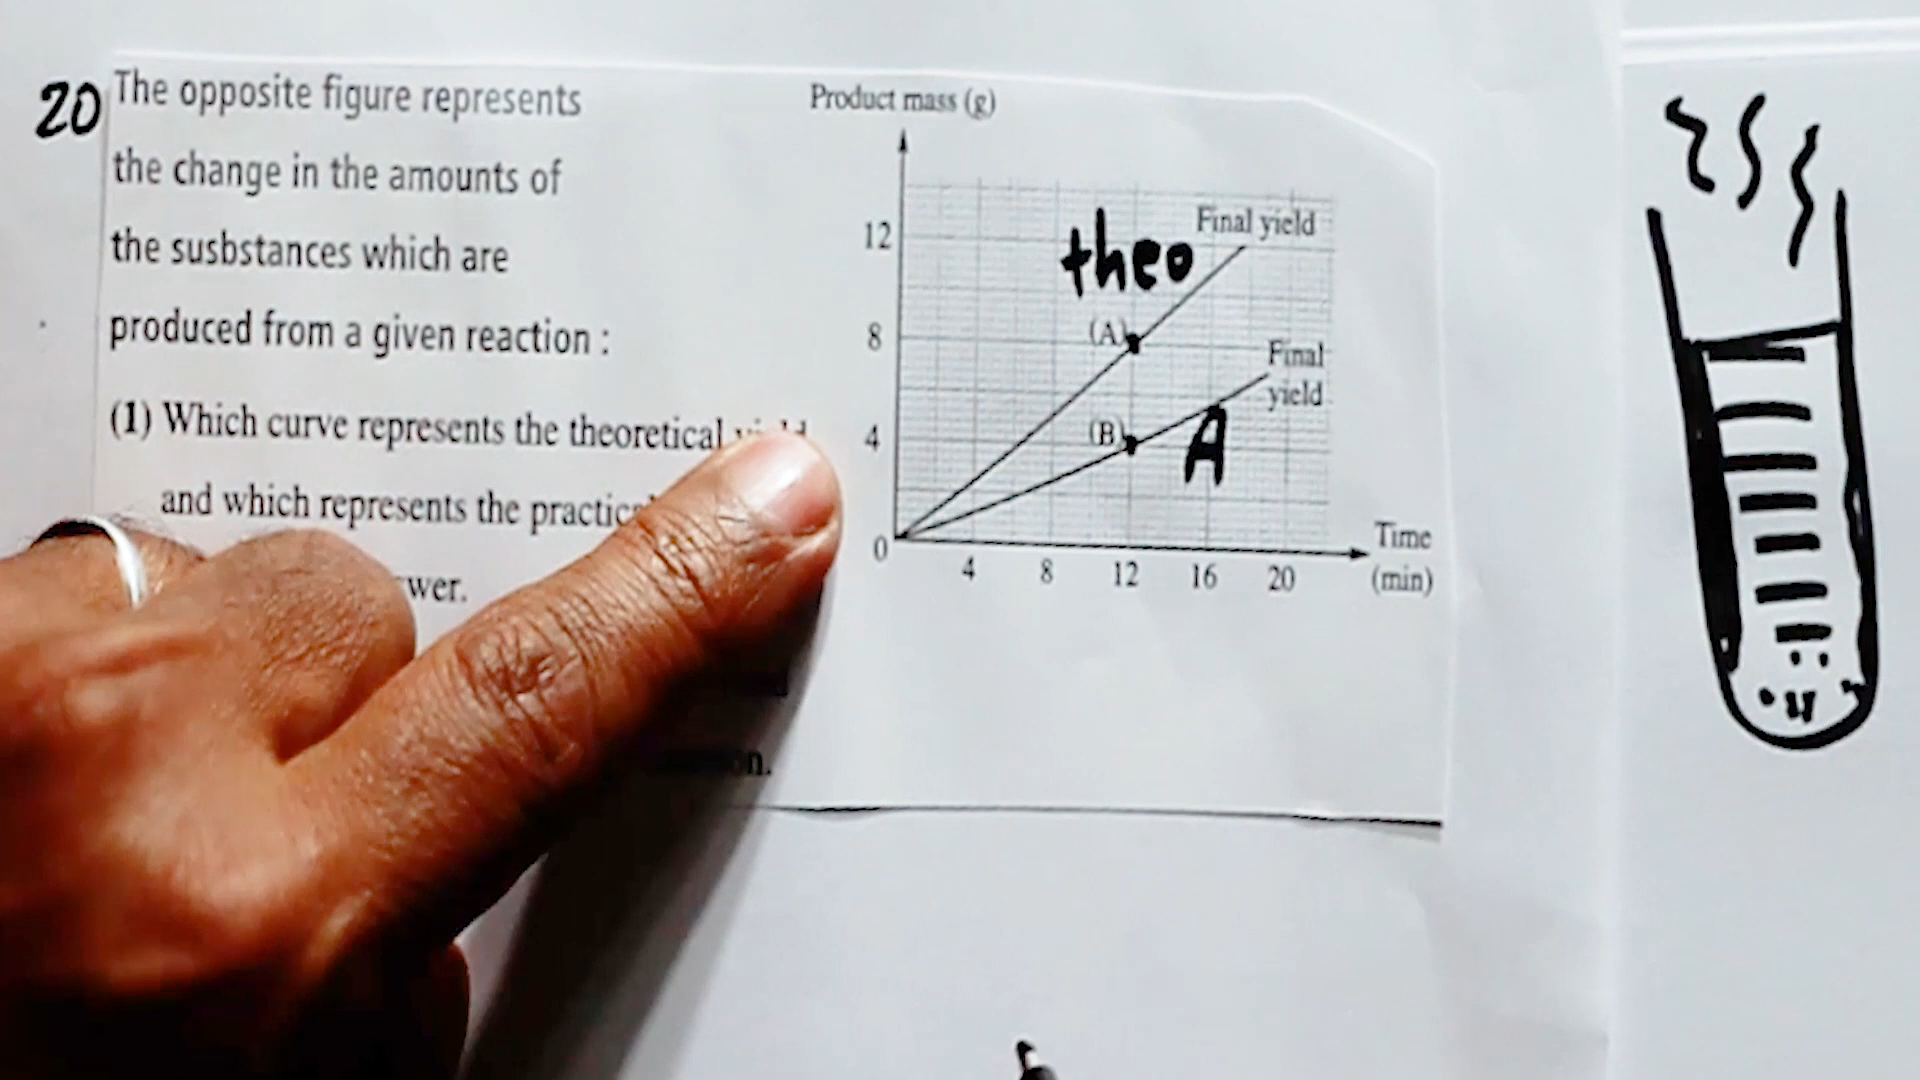 20 The opposite figure represents
the change in the amounts of
the susbstances which are
produced from a given reaction :
(1) Which curve represents the theoretical
and which represents the
wer.
on.
Product mass (g)
12
8
4
0
theo
Final yield
(A)
Final
yield
(B)
A
4 8 12 16 20
Time
(min)